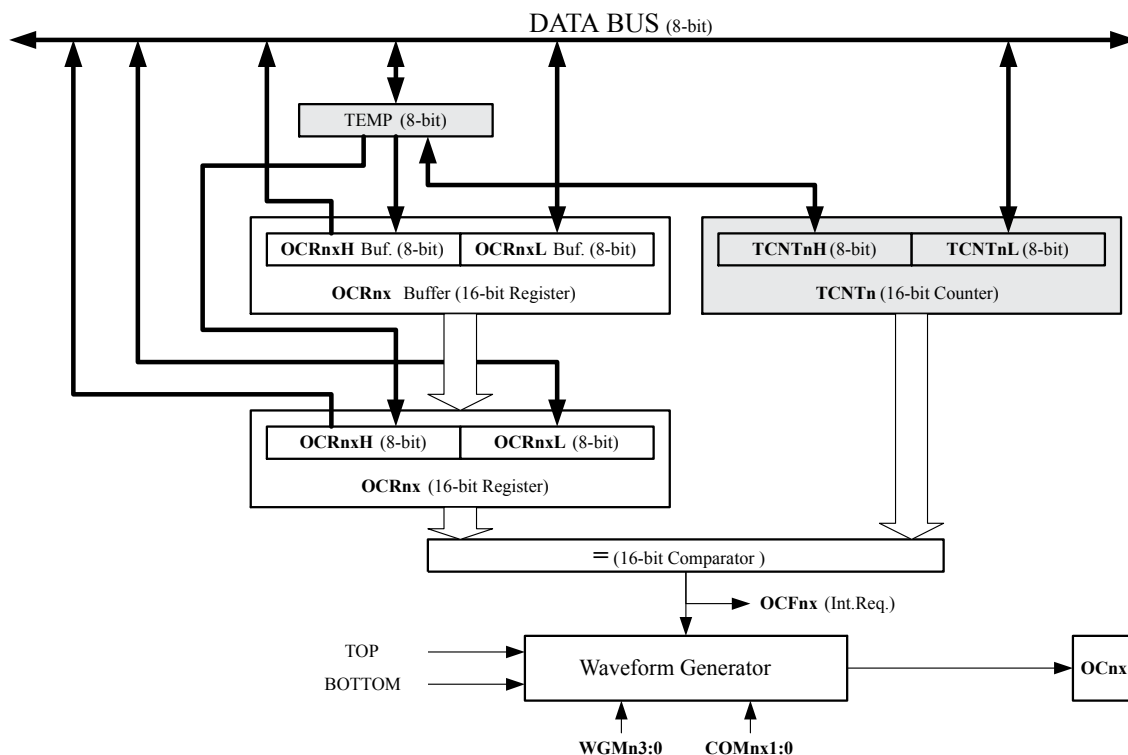 DATA BUS (8-bit)
TEMP (8-bit)
OCRnxH Buf. (8-bit) OCRnxL Buf. (8-bit) TCNTnH (8-bit) TCNTnL (8-bit)
OCRnx Buffer (16-bit Register) TCNTn (16-bit Counter)
OCRnxH (8-bit) OCRnxL (8-bit)
OCRnx (16-bit Register)
= (16-bit Comparator )
OCFnx (Int.Req.)
TOP
Waveform Generator OCnx
BOTTOM
WGMn3:0 COMnx1:0